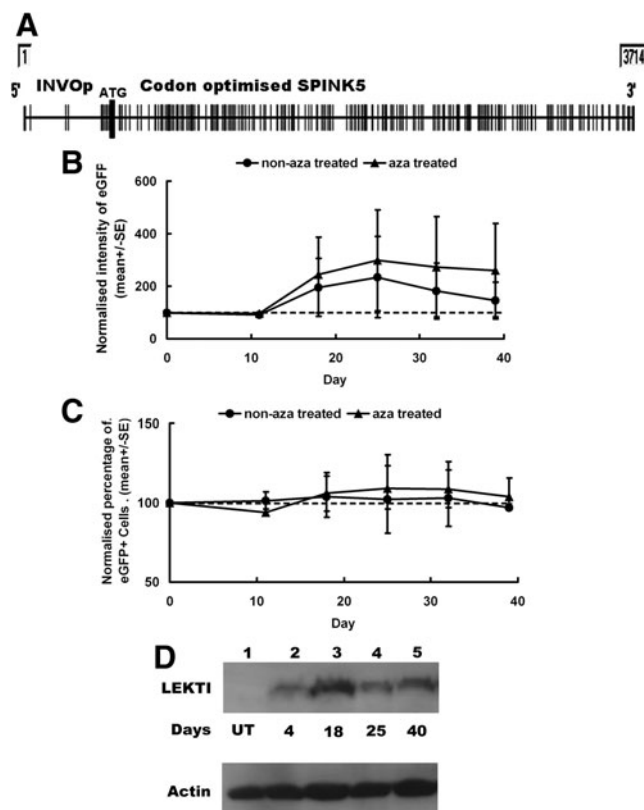 A
1 3714
INVOp ATG Codon optimised SPINK5
5' 3'
B
non-aza treated aza treated
Normalised intensity of eGFF
(mean+/-SE)
600
400
200
0
0 10 20 30 40
Day
C
non-aza treated aza treated
Normalised percentage of.
eGFP+ Cells . (mean+/-SE)
150
100
50
0 10 20 30 40
Day
D
1 2 3 4 5
LEKTI
Days UT 4 18 25 40
Actin